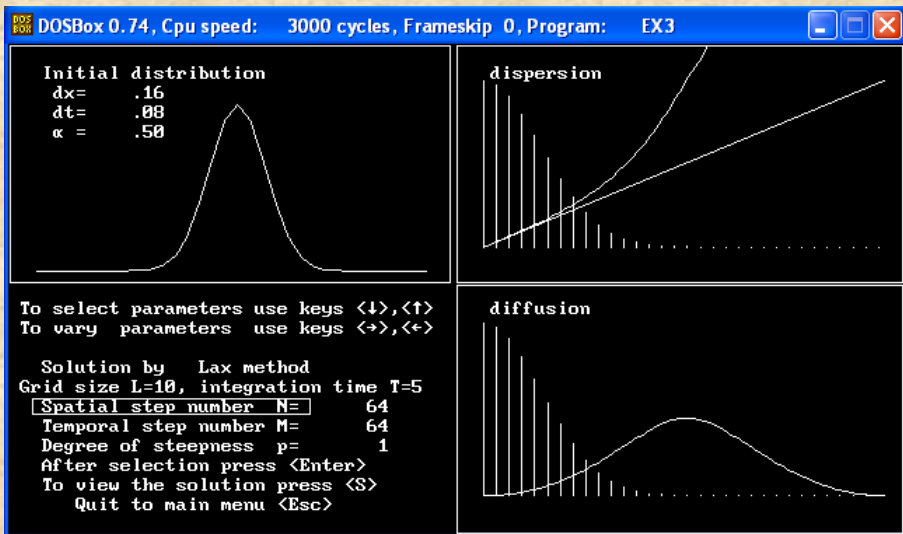 DOSBox 0.74, Cpu speed: 3000 cycles, Frameskip 0, Program: EX3
Initial distribution
dx= .16
dt= .08
α = .50
dispersion
To select parameters use keys <↓>,<↑>
To vary parameters use keys <→>,<←>
Solution by Lax method
Grid size L=10, integration time T=5
Spatial step number N= 64
Temporal step number M= 64
Degree of steepness p= 1
After selection press <Enter>
To view the solution press <S>
Quit to main menu <Esc>
diffusion